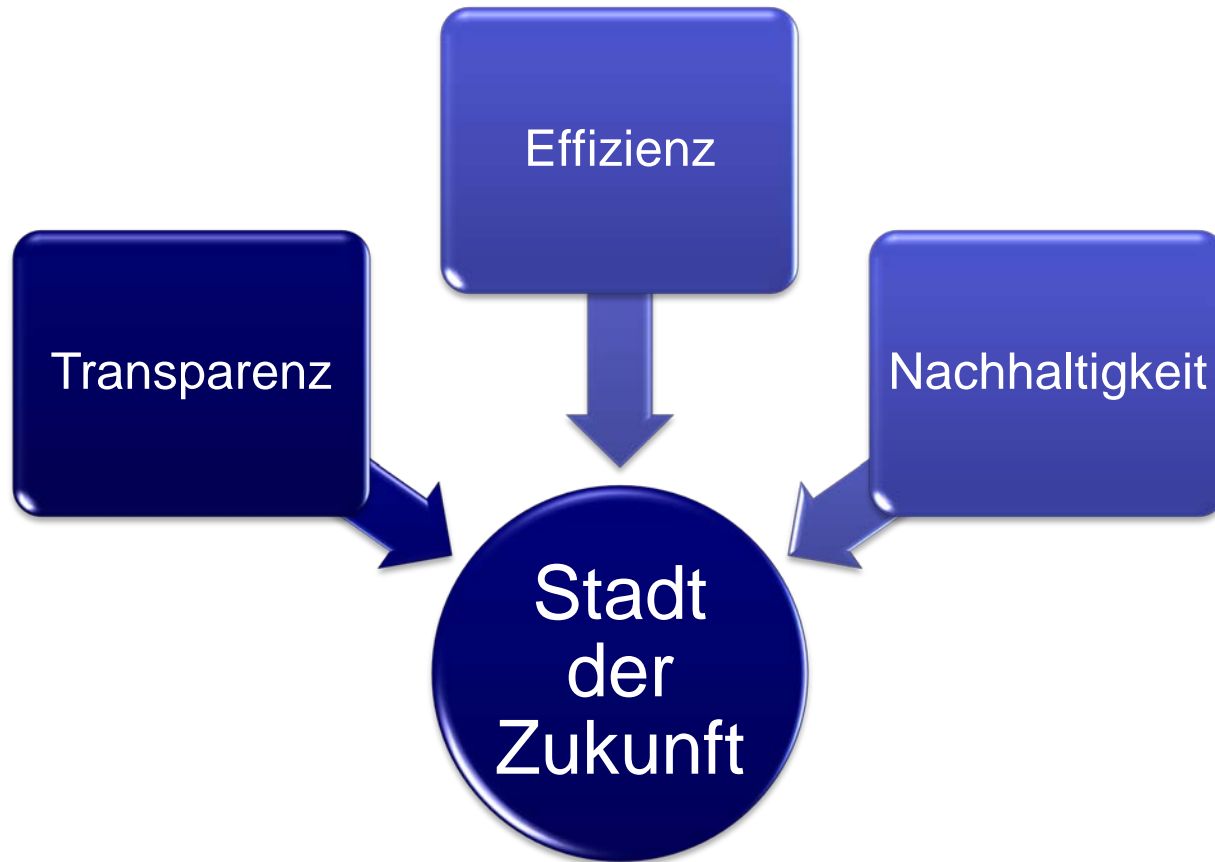 Effizienz
Transparenz
Nachhaltigkeit
Stadt
der
Zukunft